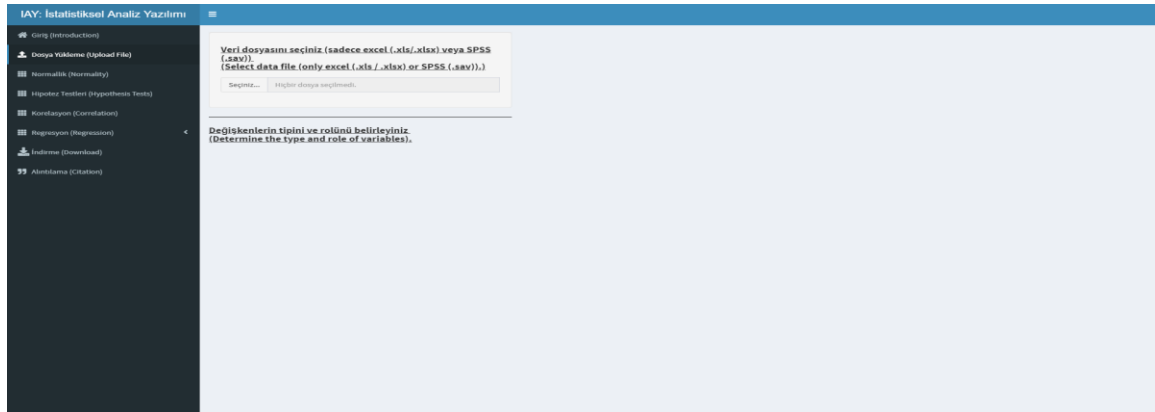 IAY: İstatistiksel Analiz Yazılımı
Giriş (Introduction)
Dosya Yükleme (Upload File)
Normallik (Normality)
Hipotez Testleri (Hypothesis Tests)
Korelasyon (Correlation)
Regresyon (Regression)
İndirme (Download)
Alıntılama (Citation)
Veri dosyasını seçiniz (sadece excel (.xls/.xlsx) veya SPSS
(.sav)).
(Select data file (only excel (.xls / .xlsx) or SPSS (.sav)).)
Seçiniz... Hiçbir dosya seçilmedi.
Değişkenlerin tipini ve rolünü belirleyiniz
(Determine the type and role of variables).